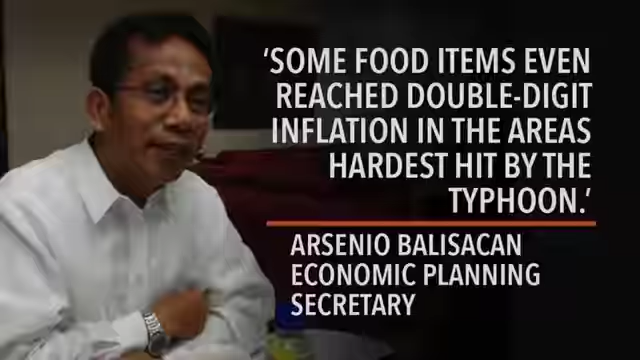 ‘SOME FOOD ITEMS EVEN
REACHED DOUBLE-DIGIT
INFLATION IN THE AREAS
HARDEST HIT BY THE
TYPHOON.’
ARSENIO BALISACAN
ECONOMIC PLANNING
SECRETARY